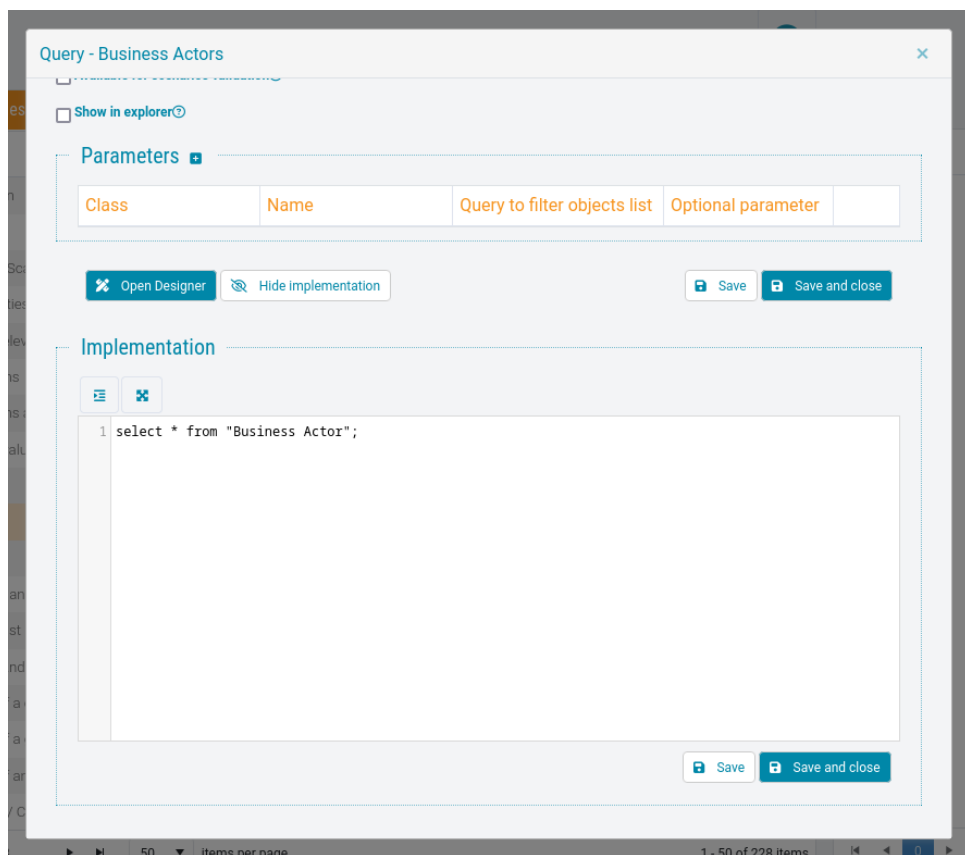 Query - Business Actors
×
Show in explorer
Parameters
Class Name Query to filter objects list Optional parameter
Open Designer Hide implementation Save Save and close
Implementation
1 select * from "Business Actor";
Save Save and close
50 items per page 1 - 50 of 228 items 0